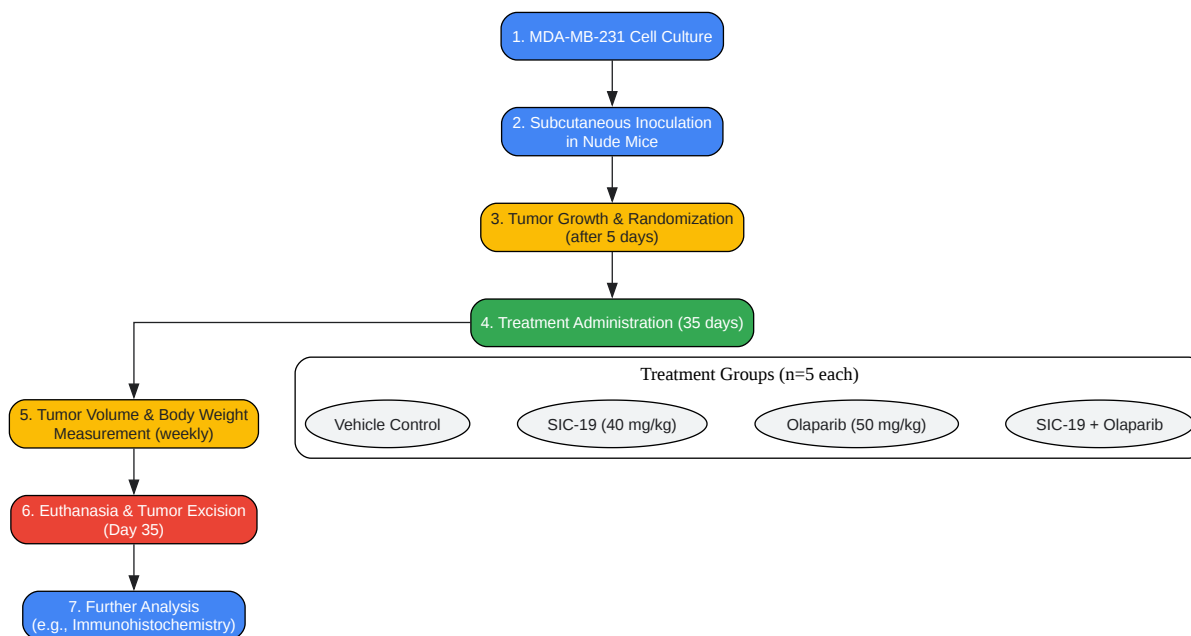 1. MDA-MB-231 Cell Culture
2. Subcutaneous Inoculation
in Nude Mice
3. Tumor Growth & Randomization
(after 5 days)
4. Treatment Administration (35 days)
Treatment Groups (n=5 each)
Vehicle Control
SIC-19 (40 mg/kg)
Olaparib (50 mg/kg)
SIC-19 + Olaparib
5. Tumor Volume & Body Weight
Measurement (weekly)
6. Euthanasia & Tumor Excision
(Day 35)
7. Further Analysis
(e.g., Immunohistochemistry)